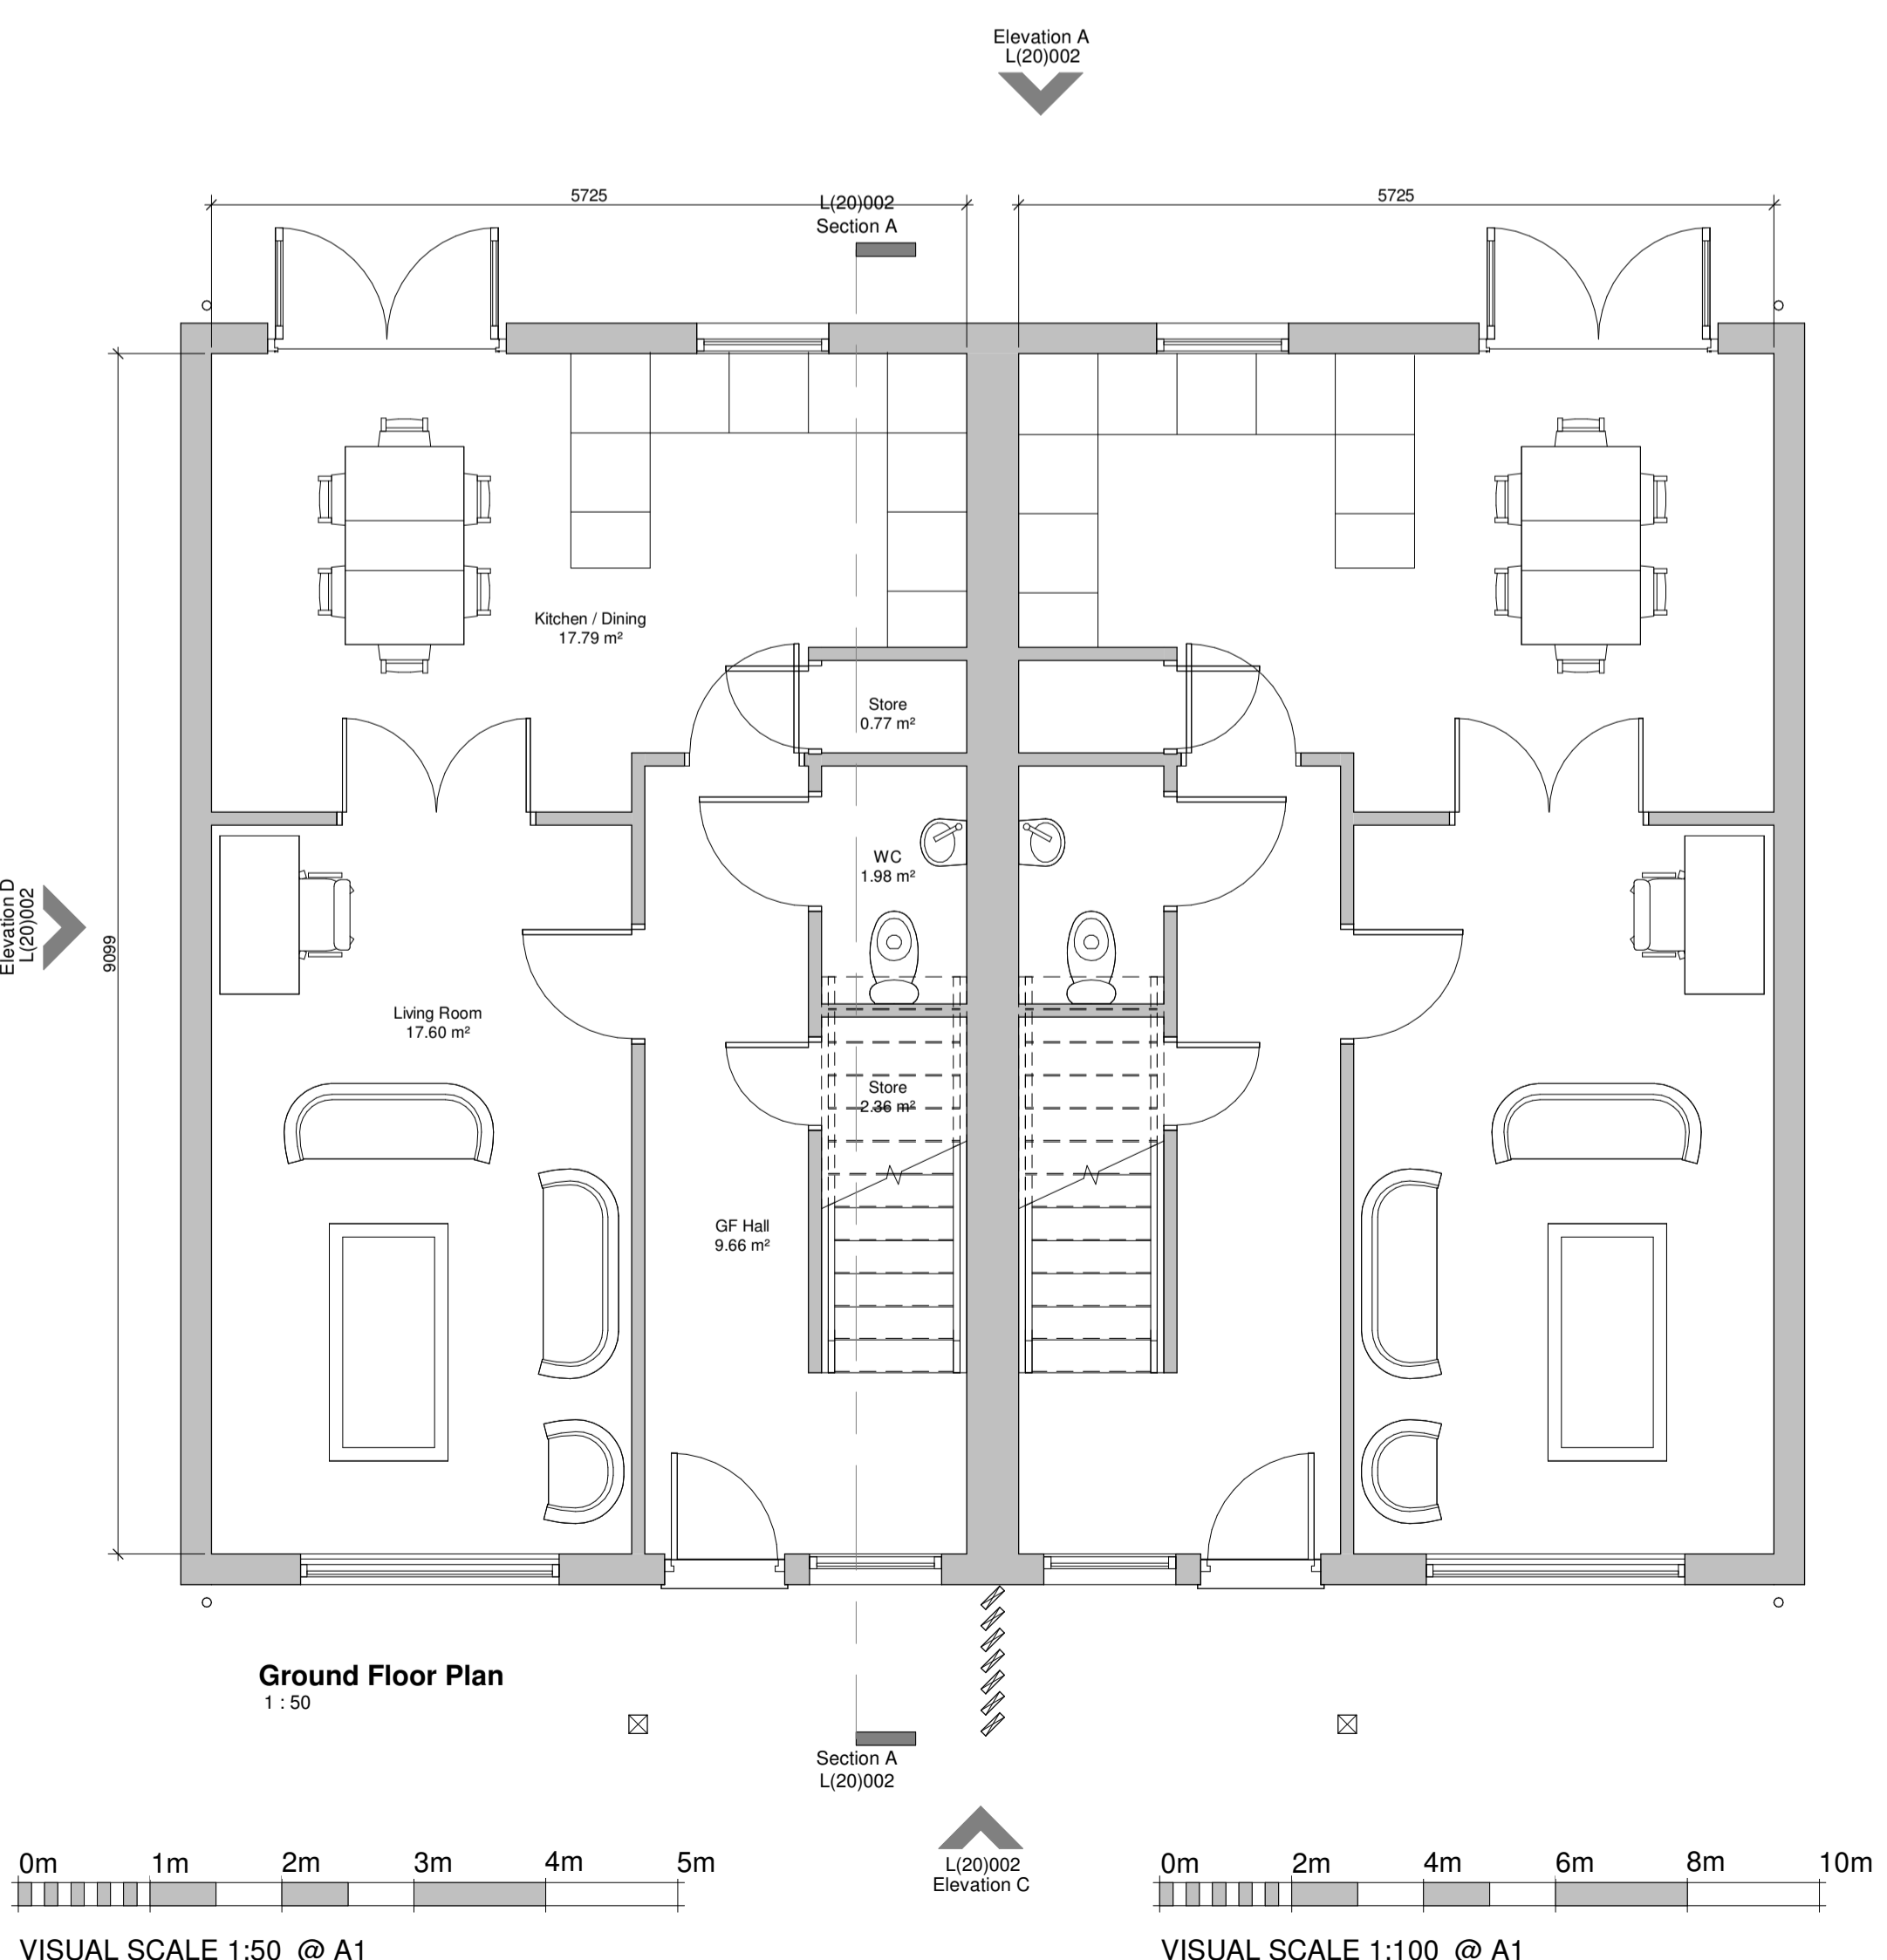 Elevation A
L(20)002
5725
L(20)002
Section A
5725
Kitchen / Dining
17.79 m²
Store
0.77 m²
WC
1.98 m²
Elevation D
L(20)002
9099
Living Room
17.60 m²
Store
2.36 m²
GF Hall
9.66 m²
Ground Floor Plan
1 : 50
Section A
L(20)002
L(20)002
Elevation C
0m 1m 2m 3m 4m 5m
VISUAL SCALE 1:50 @ A1
0m 2m 4m 6m 8m 10m
VISUAL SCALE 1:100 @ A1